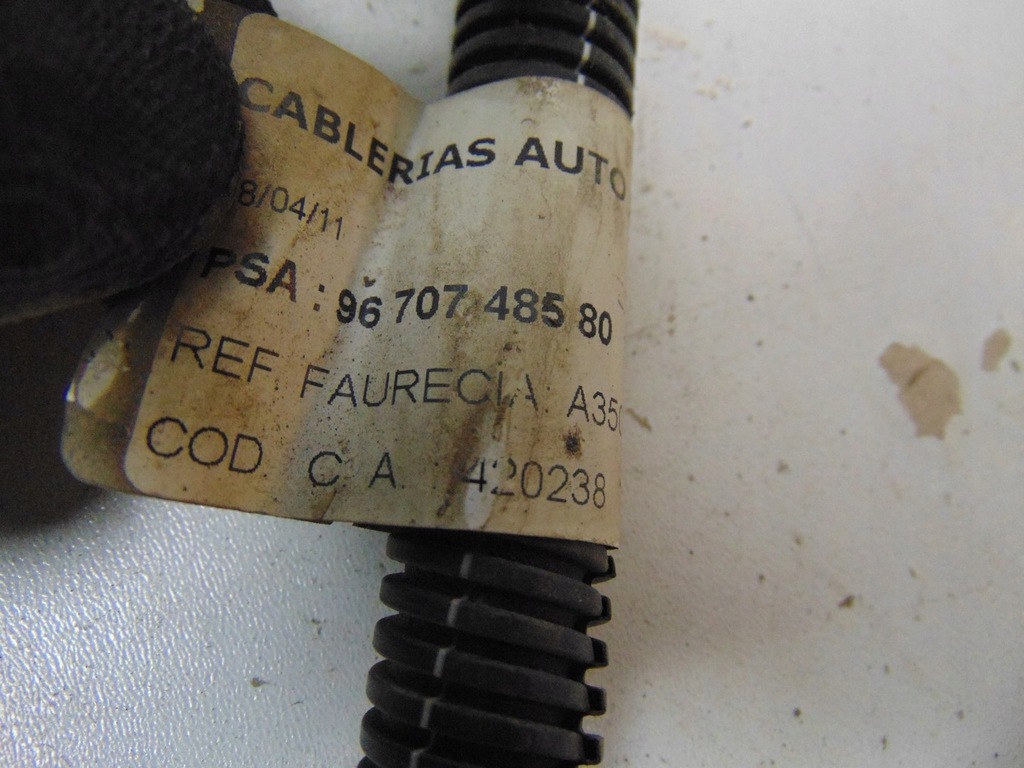 CABLERIAS AUTO
8/04/11
PSA : 96 707 485 80
REF. FAURECIA A35
COD. C.A. 420238